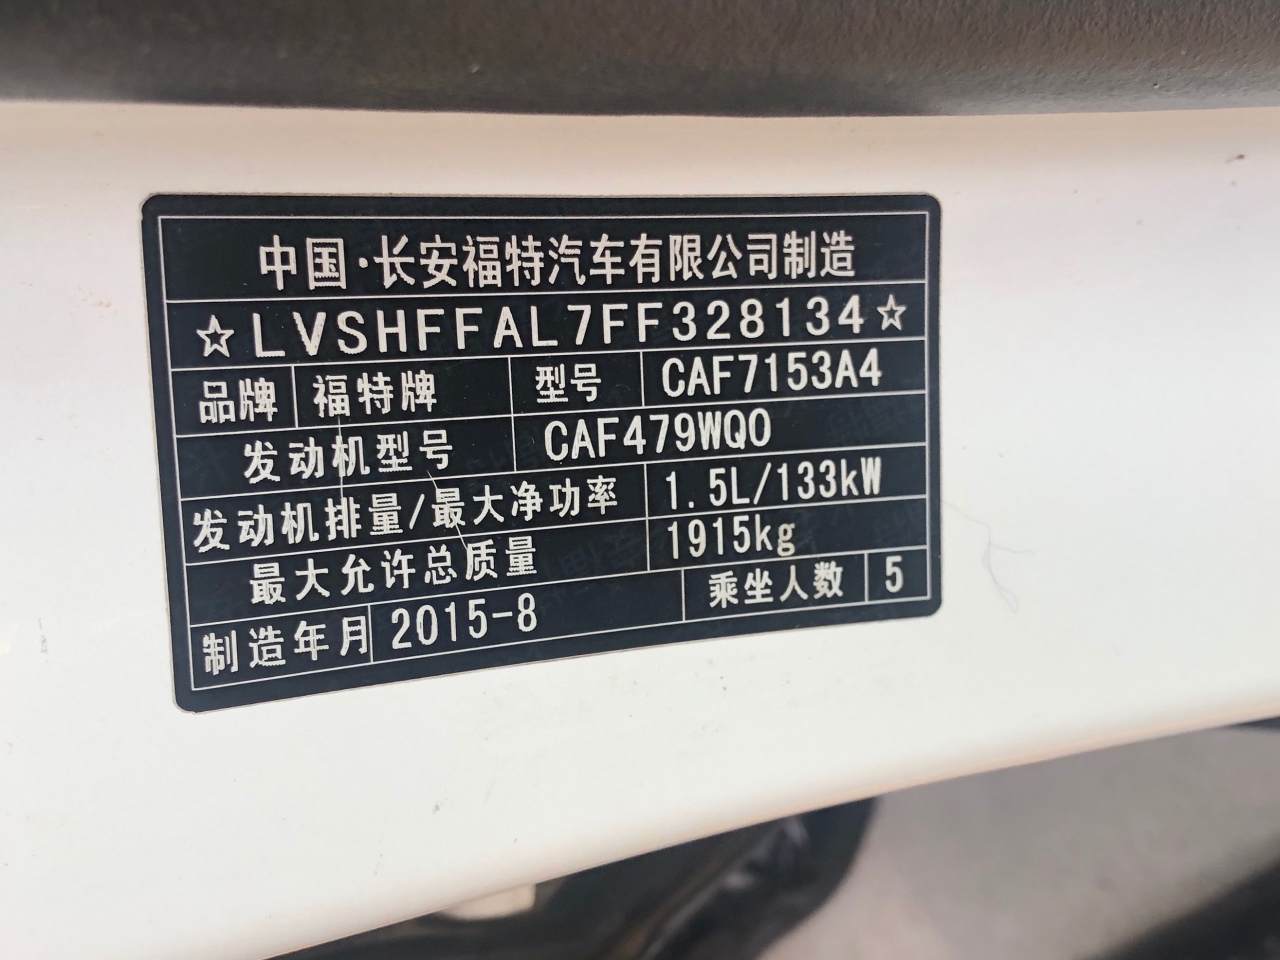 中国·长安福特汽车有限公司制造
☆LVSHFFAL7FF328134☆
品牌 福特牌 型号 CAF7153A4
发动机型号 CAF479WQ0
发动机排量/最大净功率 1.5L/133kW
最大允许总质量 1915kg
制造年月 2015-8 乘坐人数 5